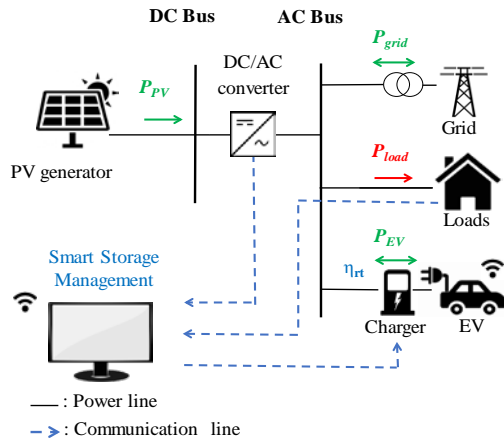 DC Bus
AC Bus
P_PV
DC/AC
converter
P_grid
Grid
PV generator
P_load
Loads
Smart Storage
Management
P_EV
η_rt
Charger
EV
: Power line
: Communication line